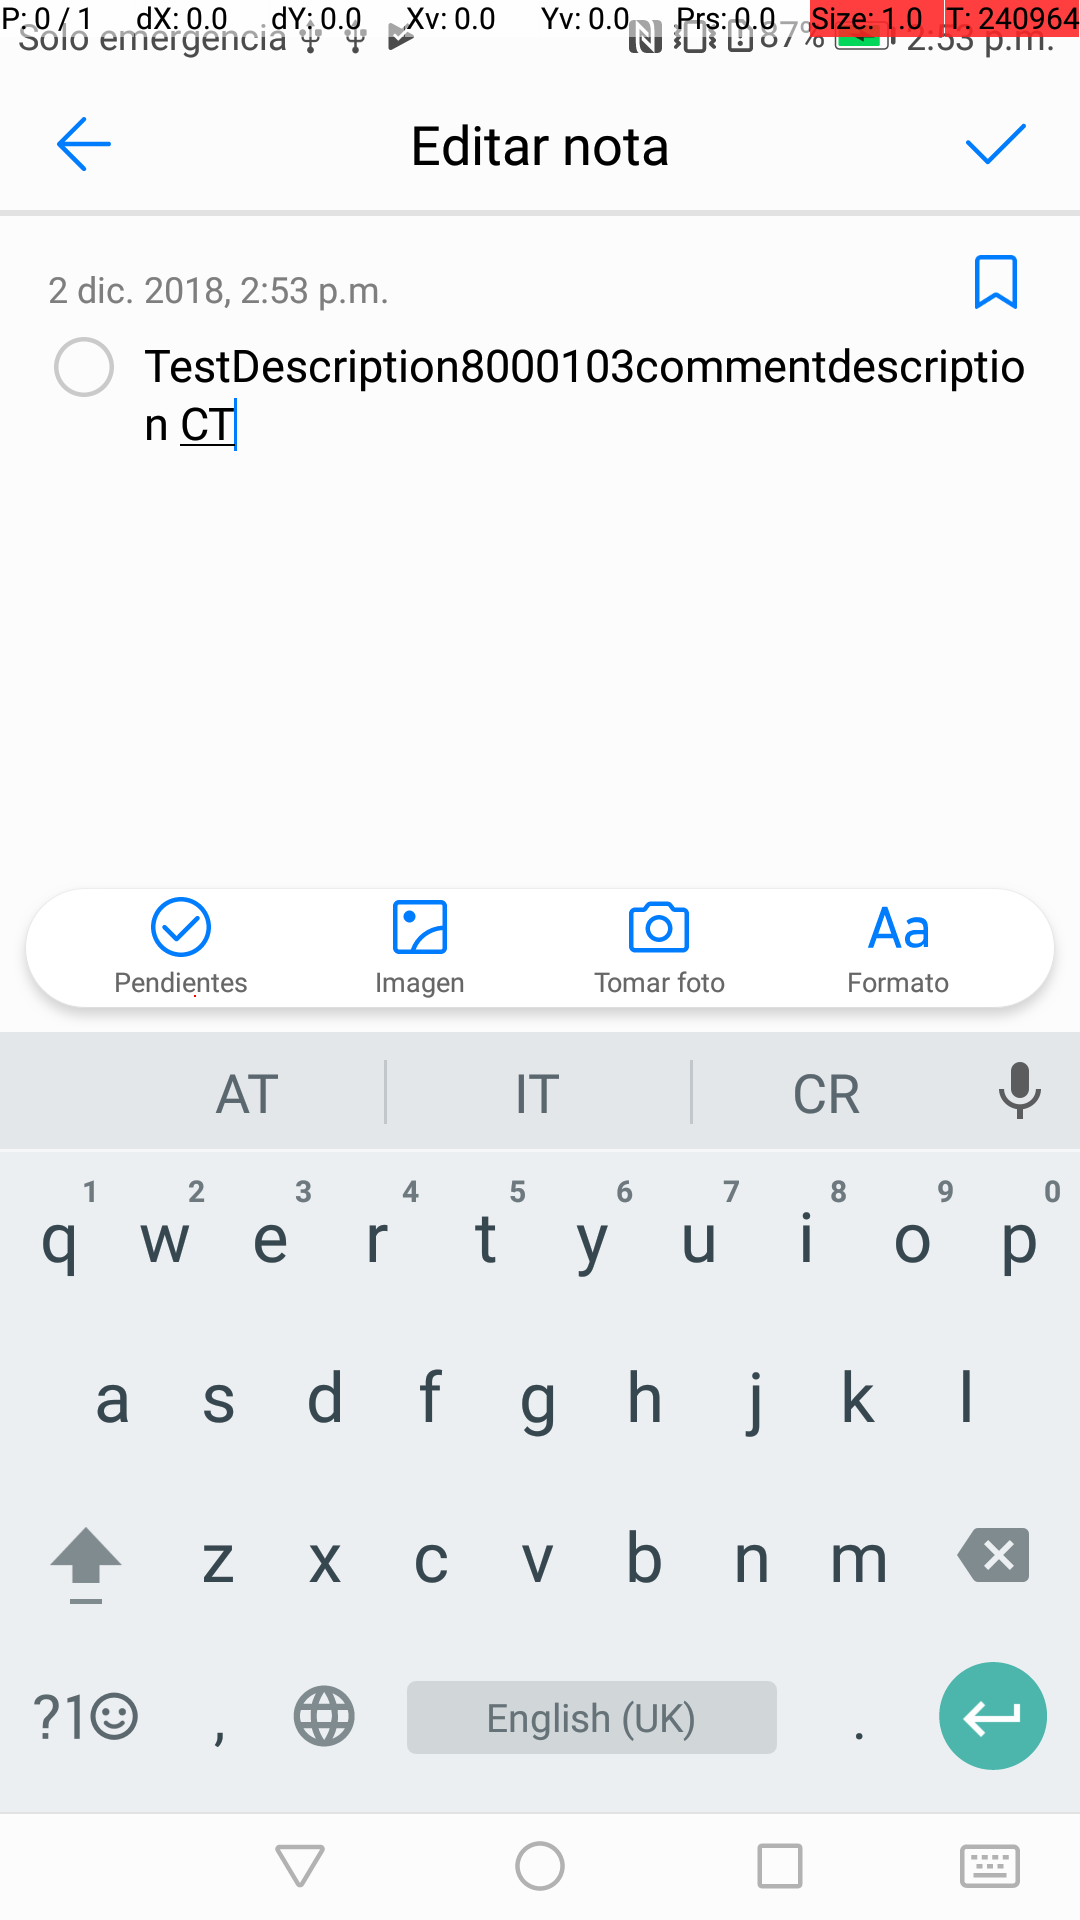 P: 0 / 1 dX: 0.0 dY: 0.0 Xv: 0.0 Yv: 0.0 Prs: 0.0 Size: 1.0 T: 240964
Solo emergencia 87% 2:53 p.m.
Editar nota
2 dic. 2018, 2:53 p.m.
TestDescription8000103commentdescriptio
n CT
Pendientes Imagen Tomar foto Aa Formato
AT IT CR
1 2 3 4 5 6 7 8 9 0
q w e r t y u i o p
a s d f g h j k l
z x c v b n m
?1 , English (UK) .